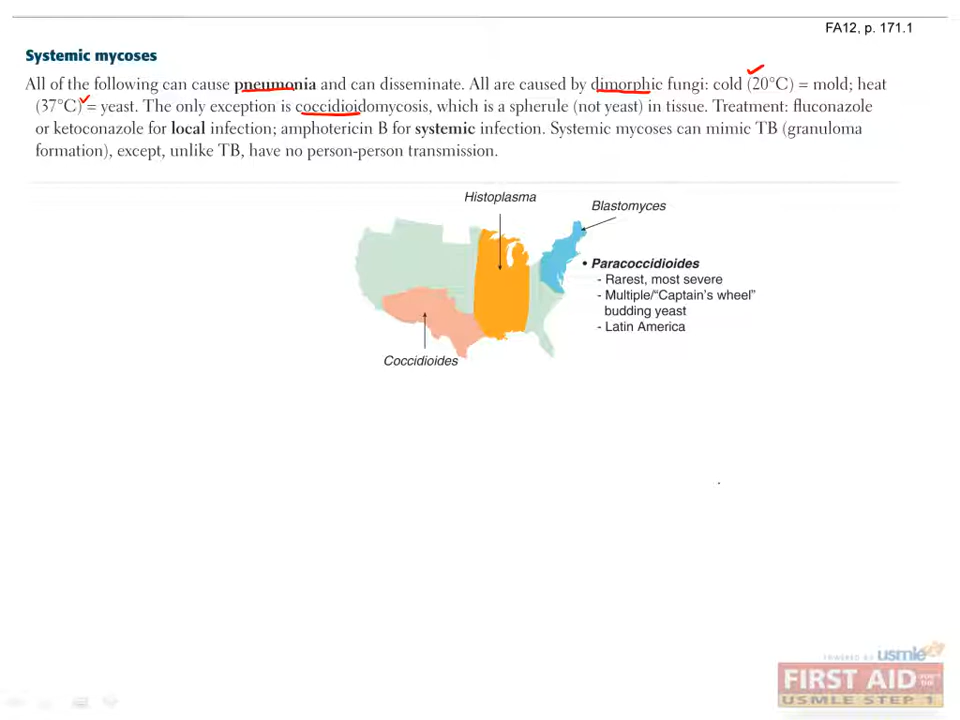 FA12, p. 171.1
Systemic mycoses
All of the following can cause pneumonia and can disseminate. All are caused by dimorphic fungi: cold (20°C) = mold; heat
(37°C) = yeast. The only exception is coccidioidomycosis, which is a spherule (not yeast) in tissue. Treatment: fluconazole
or ketoconazole for local infection; amphotericin B for systemic infection. Systemic mycoses can mimic TB (granuloma
formation), except, unlike TB, have no person-person transmission.
Histoplasma
Blastomyces
• Paracoccidioides
- Rarest, most severe
- Multiple/“Captain’s wheel”
budding yeast
- Latin America
Coccidioides
POWERED BY usmle
FIRST AID FOR THE
USMLE STEP 1